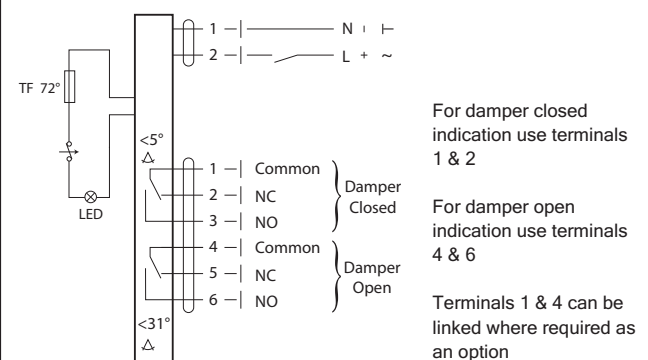 1 N ı ⊢
2 L + ~
TF 72°
LED
<5°
1 Common
2 NC
3 NO
Damper
Closed
4 Common
5 NC
6 NO
Damper
Open
<31°
For damper closed
indication use terminals
1 & 2
For damper open
indication use terminals
4 & 6
Terminals 1 & 4 can be
linked where required as
an option